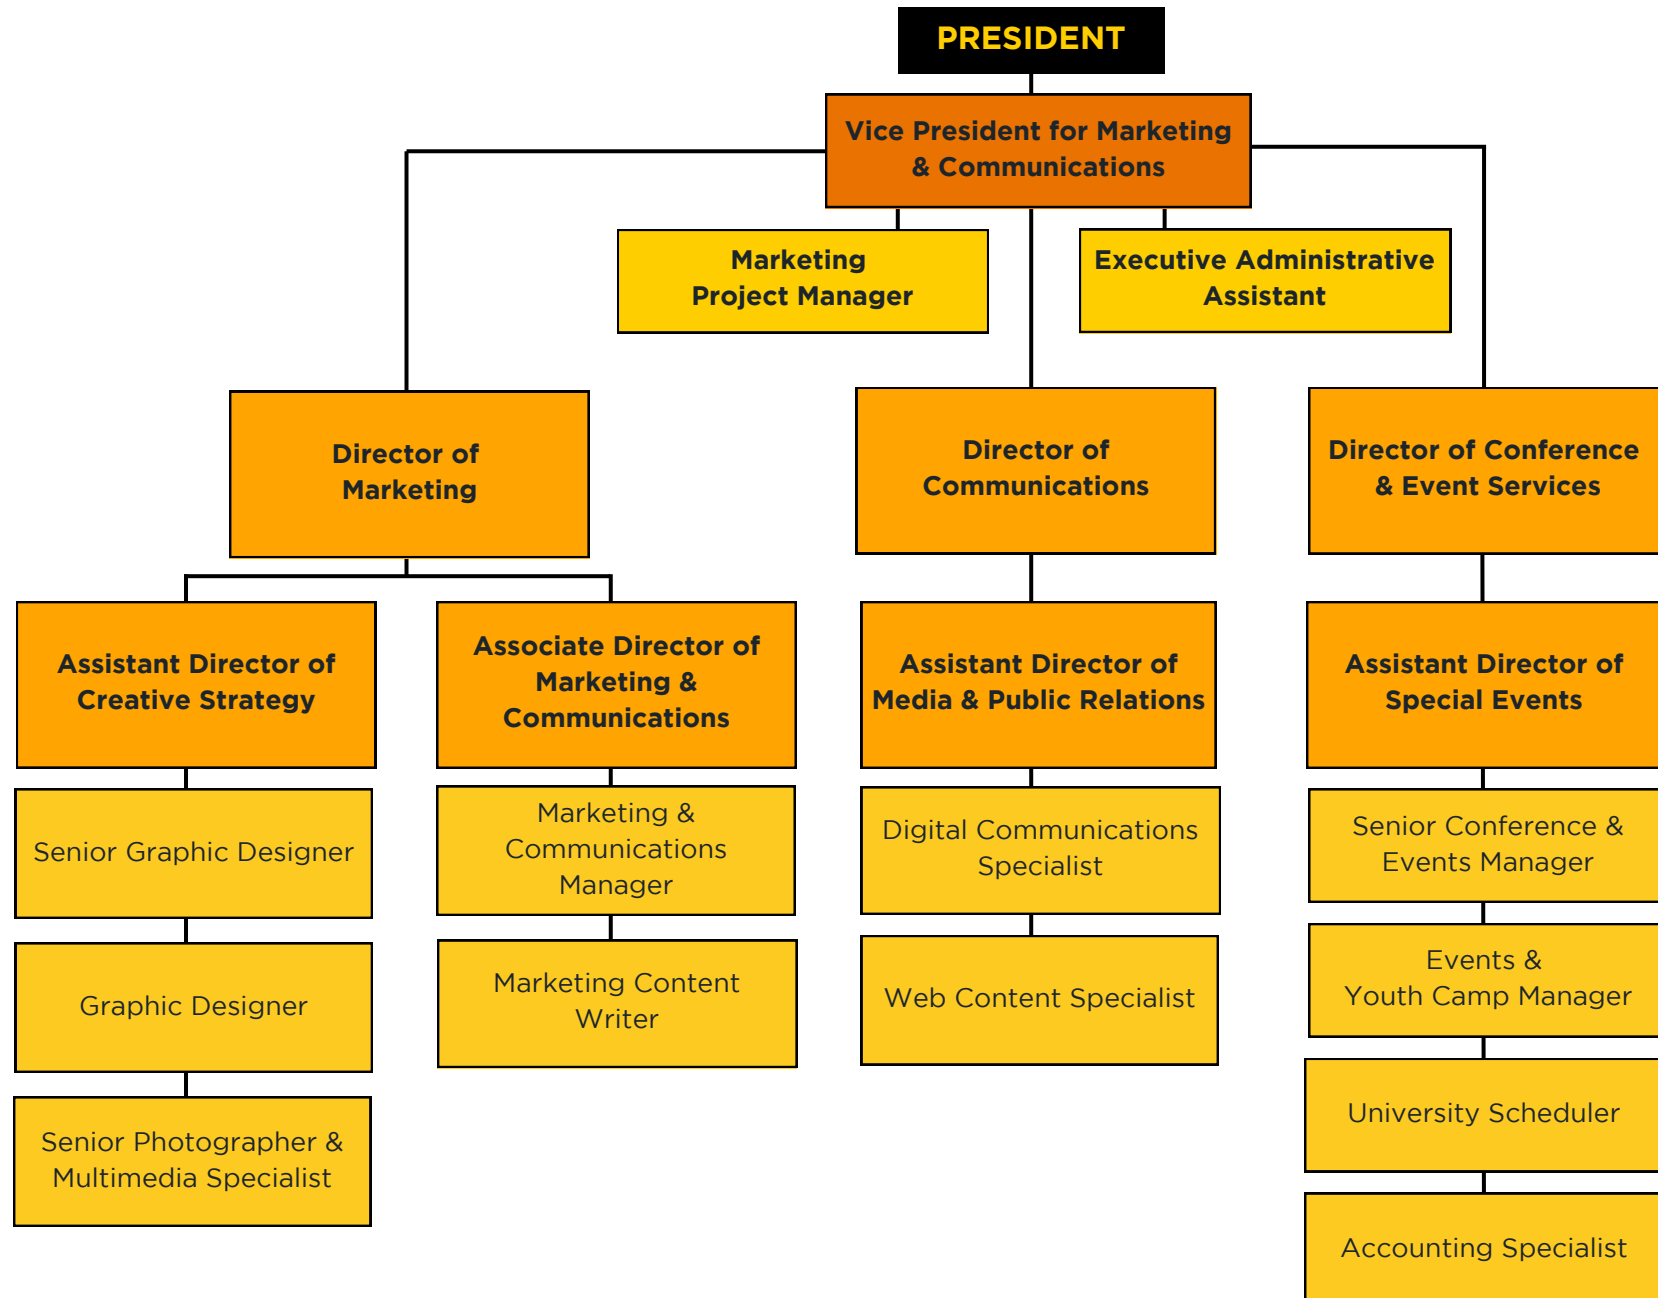 PRESIDENT
Vice President for Marketing
& Communications
Marketing
Project Manager
Executive Administrative
Assistant
Director of
Marketing
Director of
Communications
Director of Conference
& Event Services
Assistant Director of
Creative Strategy
Associate Director of
Marketing &
Communications
Assistant Director of
Media & Public Relations
Assistant Director of
Special Events
Senior Graphic Designer
Marketing &
Communications
Manager
Digital Communications
Specialist
Senior Conference &
Events Manager
Graphic Designer
Marketing Content
Writer
Web Content Specialist
Events &
Youth Camp Manager
Senior Photographer &
Multimedia Specialist
University Scheduler
Accounting Specialist